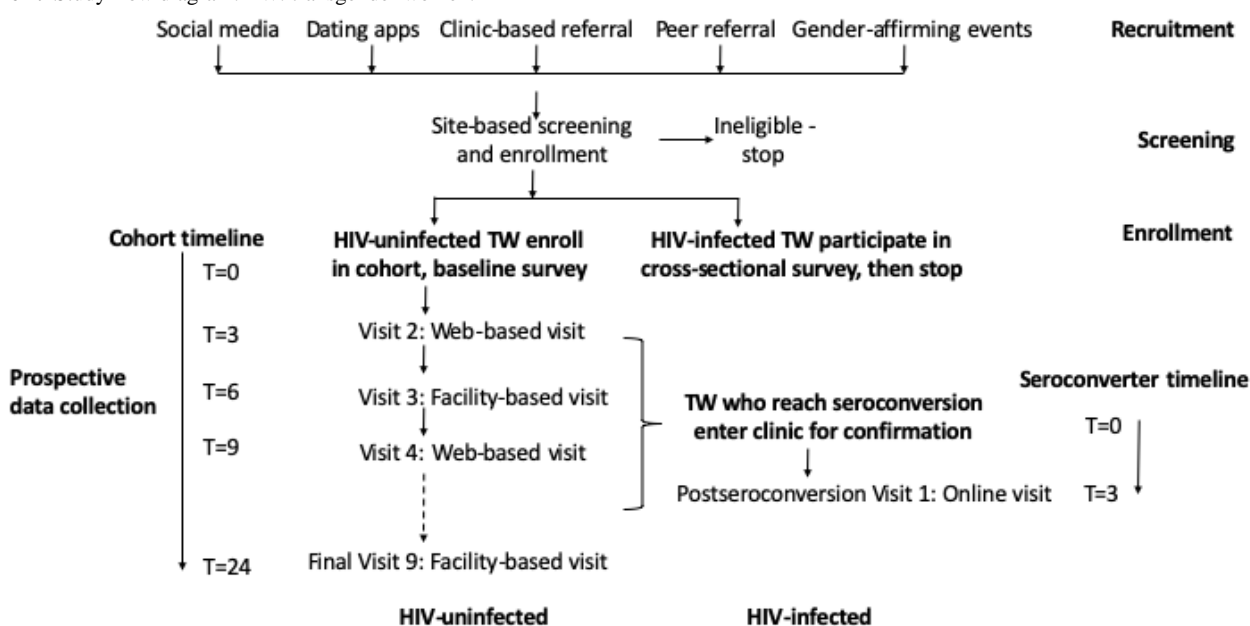 Social media Dating apps Clinic-based referral Peer referral Gender-affirming events Recruitment
Site-based screening
and enrollment
Ineligible -
stop
Screening
Cohort timeline
HIV-uninfected TW enroll
in cohort, baseline survey
HIV-infected TW participate in
cross-sectional survey, then stop
Enrollment
T=0
T=3
Visit 2: Web-based visit
Prospective
data collection
T=6
Visit 3: Facility-based visit
T=9
Visit 4: Web-based visit
TW who reach seroconversion
enter clinic for confirmation
Seroconverter timeline
T=0
Postseroconversion Visit 1: Online visit
T=3
T=24
Final Visit 9: Facility-based visit
HIV-uninfected
HIV-infected